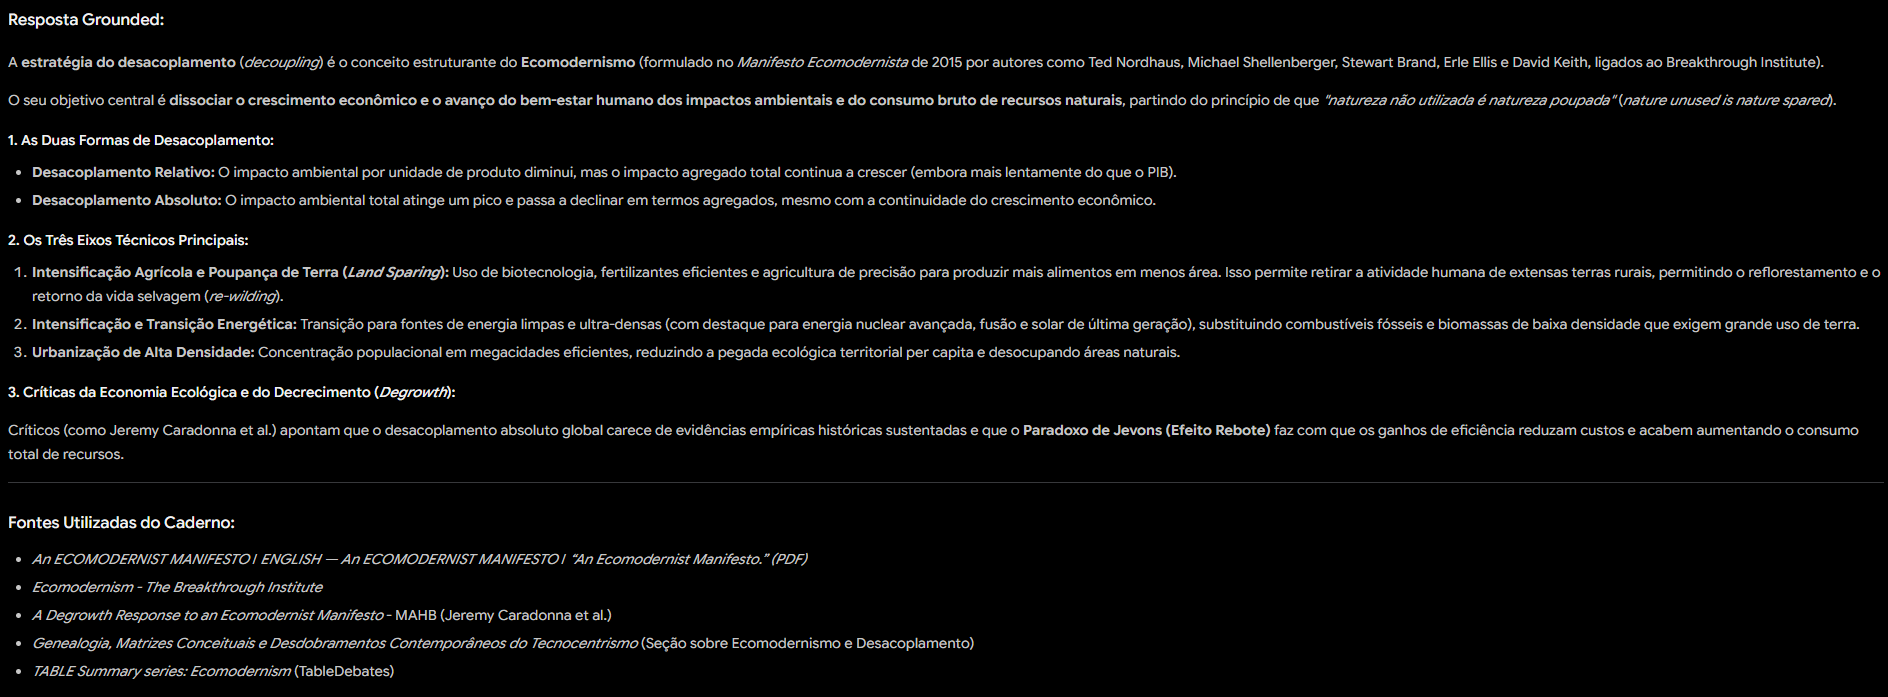 Resposta Grounded:
A estratégia do desacoplamento (decoupling) é o conceito estruturante do Ecomodernismo (formulado no Manifesto Ecomodernista de 2015 por autores como Ted Nordhaus, Michael Shellenberger, Stewart Brand, Erle Ellis e David Keith, ligados ao Breakthrough Institute).
O seu objetivo central é dissociar o crescimento econômico e o avanço do bem-estar humano dos impactos ambientais e do consumo bruto de recursos naturais, partindo do princípio de que "natureza não utilizada é natureza poupada" (nature unused is nature spared).
1. As Duas Formas de Desacoplamento:
• Desacoplamento Relativo: O impacto ambiental por unidade de produto diminui, mas o impacto agregado total continua a crescer (embora mais lentamente do que o PIB).
• Desacoplamento Absoluto: O impacto ambiental total atinge um pico e passa a declinar em termos agregados, mesmo com a continuidade do crescimento econômico.
2. Os Três Eixos Técnicos Principais:
1. Intensificação Agrícola e Poupança de Terra (Land Sparing): Uso de biotecnologia, fertilizantes eficientes e agricultura de precisão para produzir mais alimentos em menos área. Isso permite retirar a atividade humana de extensas terras rurais, permitindo o reflorestamento e o
retorno da vida selvagem (re-wilding).
2. Intensificação e Transição Energética: Transição para fontes de energia limpas e ultra-densas (com destaque para energia nuclear avançada, fusão e solar de última geração), substituindo combustíveis fósseis e biomassas de baixa densidade que exigem grande uso de terra.
3. Urbanização de Alta Densidade: Concentração populacional em megacidades eficientes, reduzindo a pegada ecológica territorial per capita e desocupando áreas naturais.
3. Críticas da Economia Ecológica e do Decrecimento (Degrowth):
Críticos (como Jeremy Caradonna et al.) apontam que o desacoplamento absoluto global carece de evidências empíricas históricas sustentadas e que o Paradoxo de Jevons (Efeito Rebote) faz com que os ganhos de eficiência reduzam custos e acabem aumentando o consumo
total de recursos.
Fontes Utilizadas do Caderno:
• An ECOMODERNIST MANIFESTO | ENGLISH — An ECOMODERNIST MANIFESTO | “An Ecomodernist Manifesto.” (PDF)
• Ecomodernism - The Breakthrough Institute
• A Degrowth Response to an Ecomodernist Manifesto - MAHB (Jeremy Caradonna et al.)
• Genealogia, Matrizes Conceituais e Desdobramentos Contemporâneos do Tecnocentrismo (Seção sobre Ecomodernismo e Desacoplamento)
• TABLE Summary series: Ecomodernism (TableDebates)